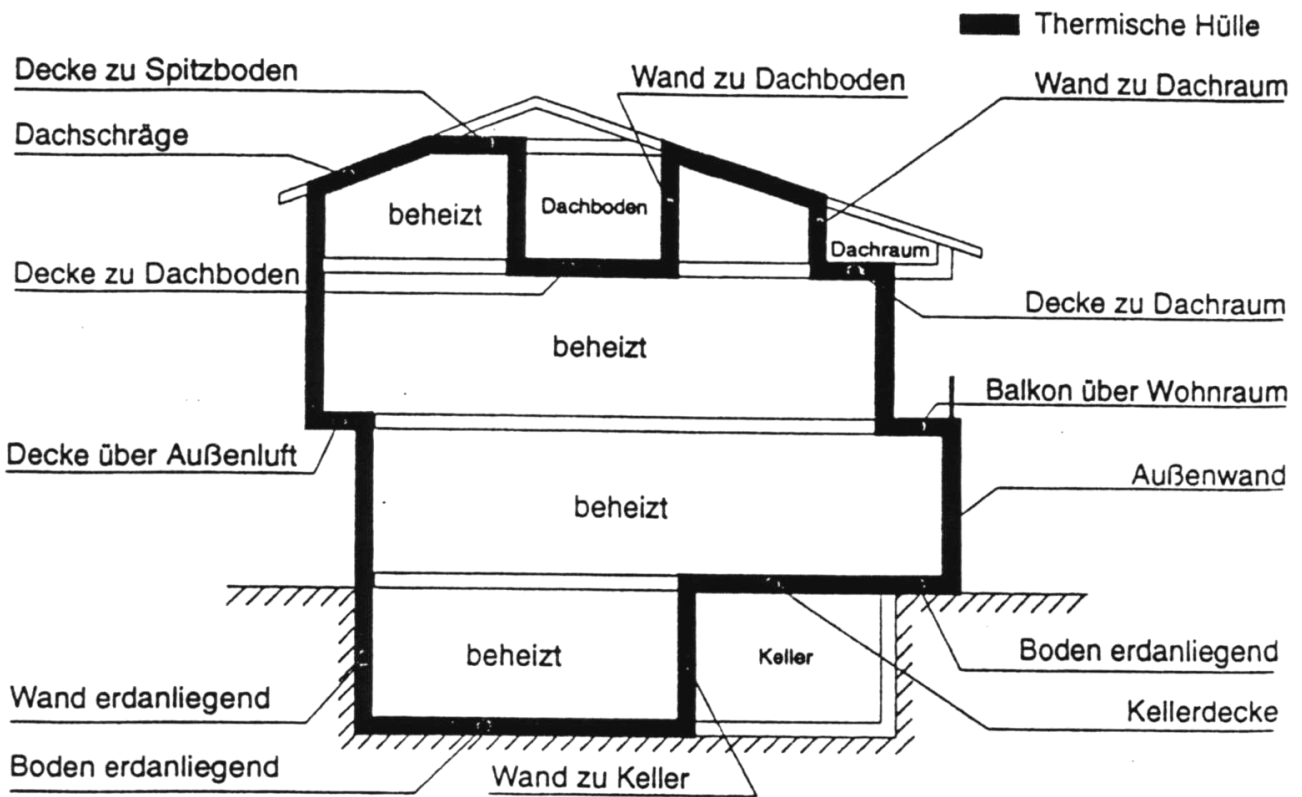 Thermische Hülle
Decke zu Spitzboden
Wand zu Dachboden
Wand zu Dachraum
Dachschräge
beheizt
Dachboden
Dachraum
Decke zu Dachboden
Decke zu Dachraum
beheizt
Balkon über Wohnraum
Decke über Außenluft
Außenwand
beheizt
beheizt
Keller
Boden erdanliegend
Wand erdanliegend
Kellerdecke
Boden erdanliegend
Wand zu Keller